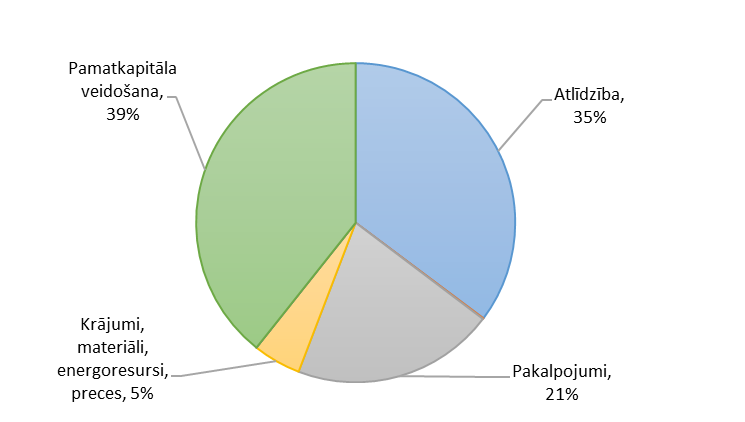 Pamatkapitāla
veidošana,
39%
Atlīdzība,
35%
Krājumi,
materiāli,
energoresursi,
preces, 5%
Pakalpojumi,
21%